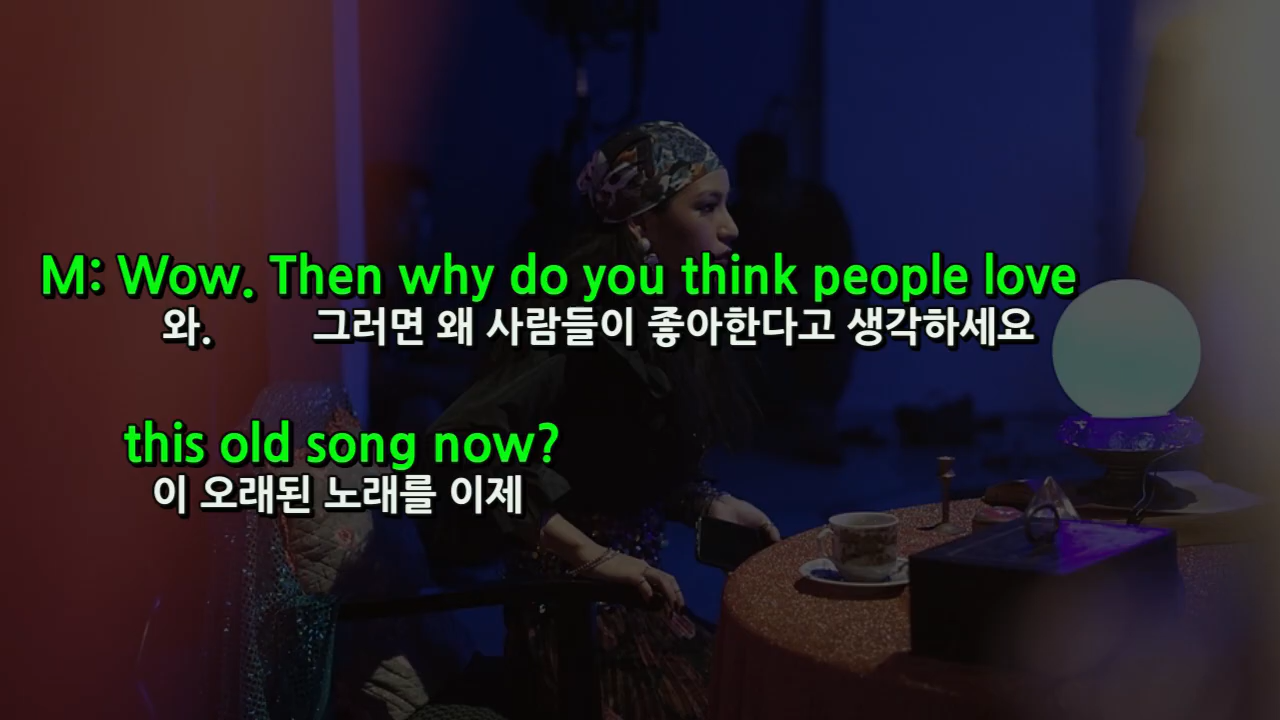 M: Wow. Then why do you think people love
와. 그러면 왜 사람들이 좋아한다고 생각하세요
this old song now?
이 오래된 노래를 이제